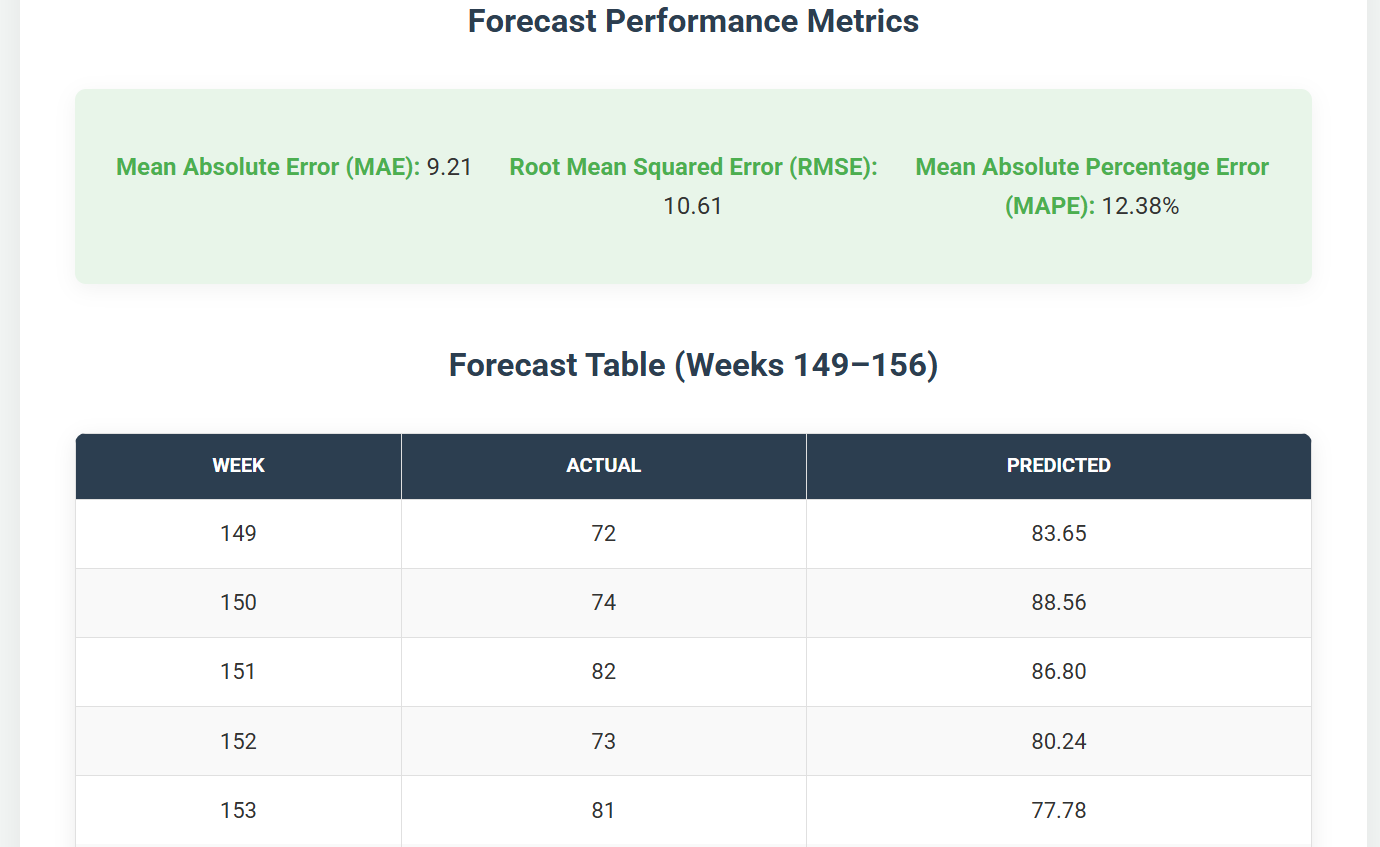 Forecast Performance Metrics
Mean Absolute Error (MAE): 9.21
Root Mean Squared Error (RMSE):
10.61
Mean Absolute Percentage Error
(MAPE): 12.38%
Forecast Table (Weeks 149–156)
WEEK ACTUAL PREDICTED
149 72 83.65
150 74 88.56
151 82 86.80
152 73 80.24
153 81 77.78